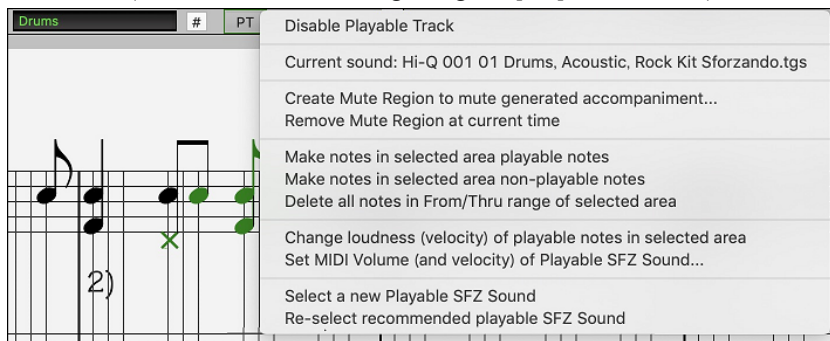 Drums # PT
Disable Playable Track
Current sound: Hi-Q 001 01 Drums, Acoustic, Rock Kit Sforzando.tgs
Create Mute Region to mute generated accompaniment...
Remove Mute Region at current time
Make notes in selected area playable notes
Make notes in selected area non-playable notes
Delete all notes in From/Thru range of selected area
Change loudness (velocity) of playable notes in selected area
Set MIDI Volume (and velocity) of Playable SFZ Sound...
2)
Select a new Playable SFZ Sound
Re-select recommended playable SFZ Sound